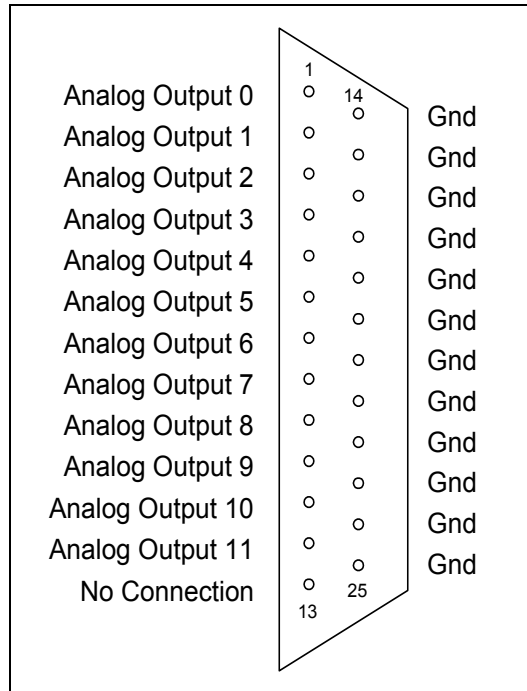 1
Analog Output 0
14
Gnd
Analog Output 1
Gnd
Analog Output 2
Gnd
Analog Output 3
Gnd
Analog Output 4
Gnd
Analog Output 5
Gnd
Analog Output 6
Gnd
Analog Output 7
Gnd
Analog Output 8
Gnd
Analog Output 9
Gnd
Analog Output 10
Gnd
Analog Output 11
Gnd
No Connection
25
13